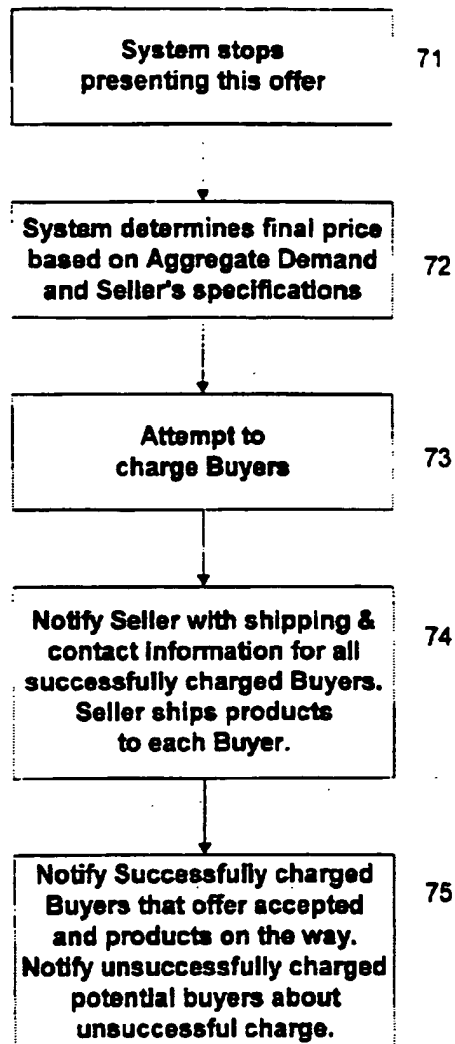 System stops
presenting this offer
71
System determines final price
based on Aggregate Demand
and Seller's specifications
72
Attempt to
charge Buyers
73
Notify Seller with shipping &
contact information for all
successfully charged Buyers.
Seller ships products
to each Buyer.
74
Notify Successfully charged
Buyers that offer accepted
and products on the way.
Notify unsuccessfully charged
potential buyers about
unsuccessful charge.
75